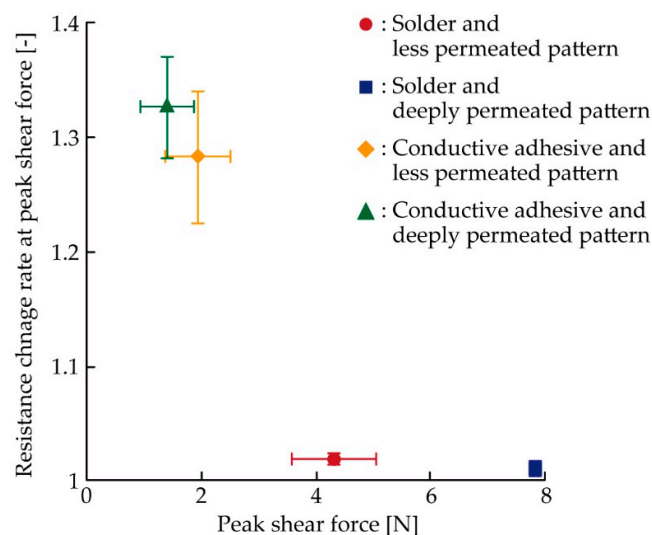 1.4
1.3
1.2
1.1
1
0
2
4
6
8
Resistance chnage rate at peak shear force [-]
Peak shear force [N]
: Solder and
less permeated pattern
: Solder and
deeply permeated pattern
: Conductive adhesive and
less permeated pattern
: Conductive adhesive and
deeply permeated pattern